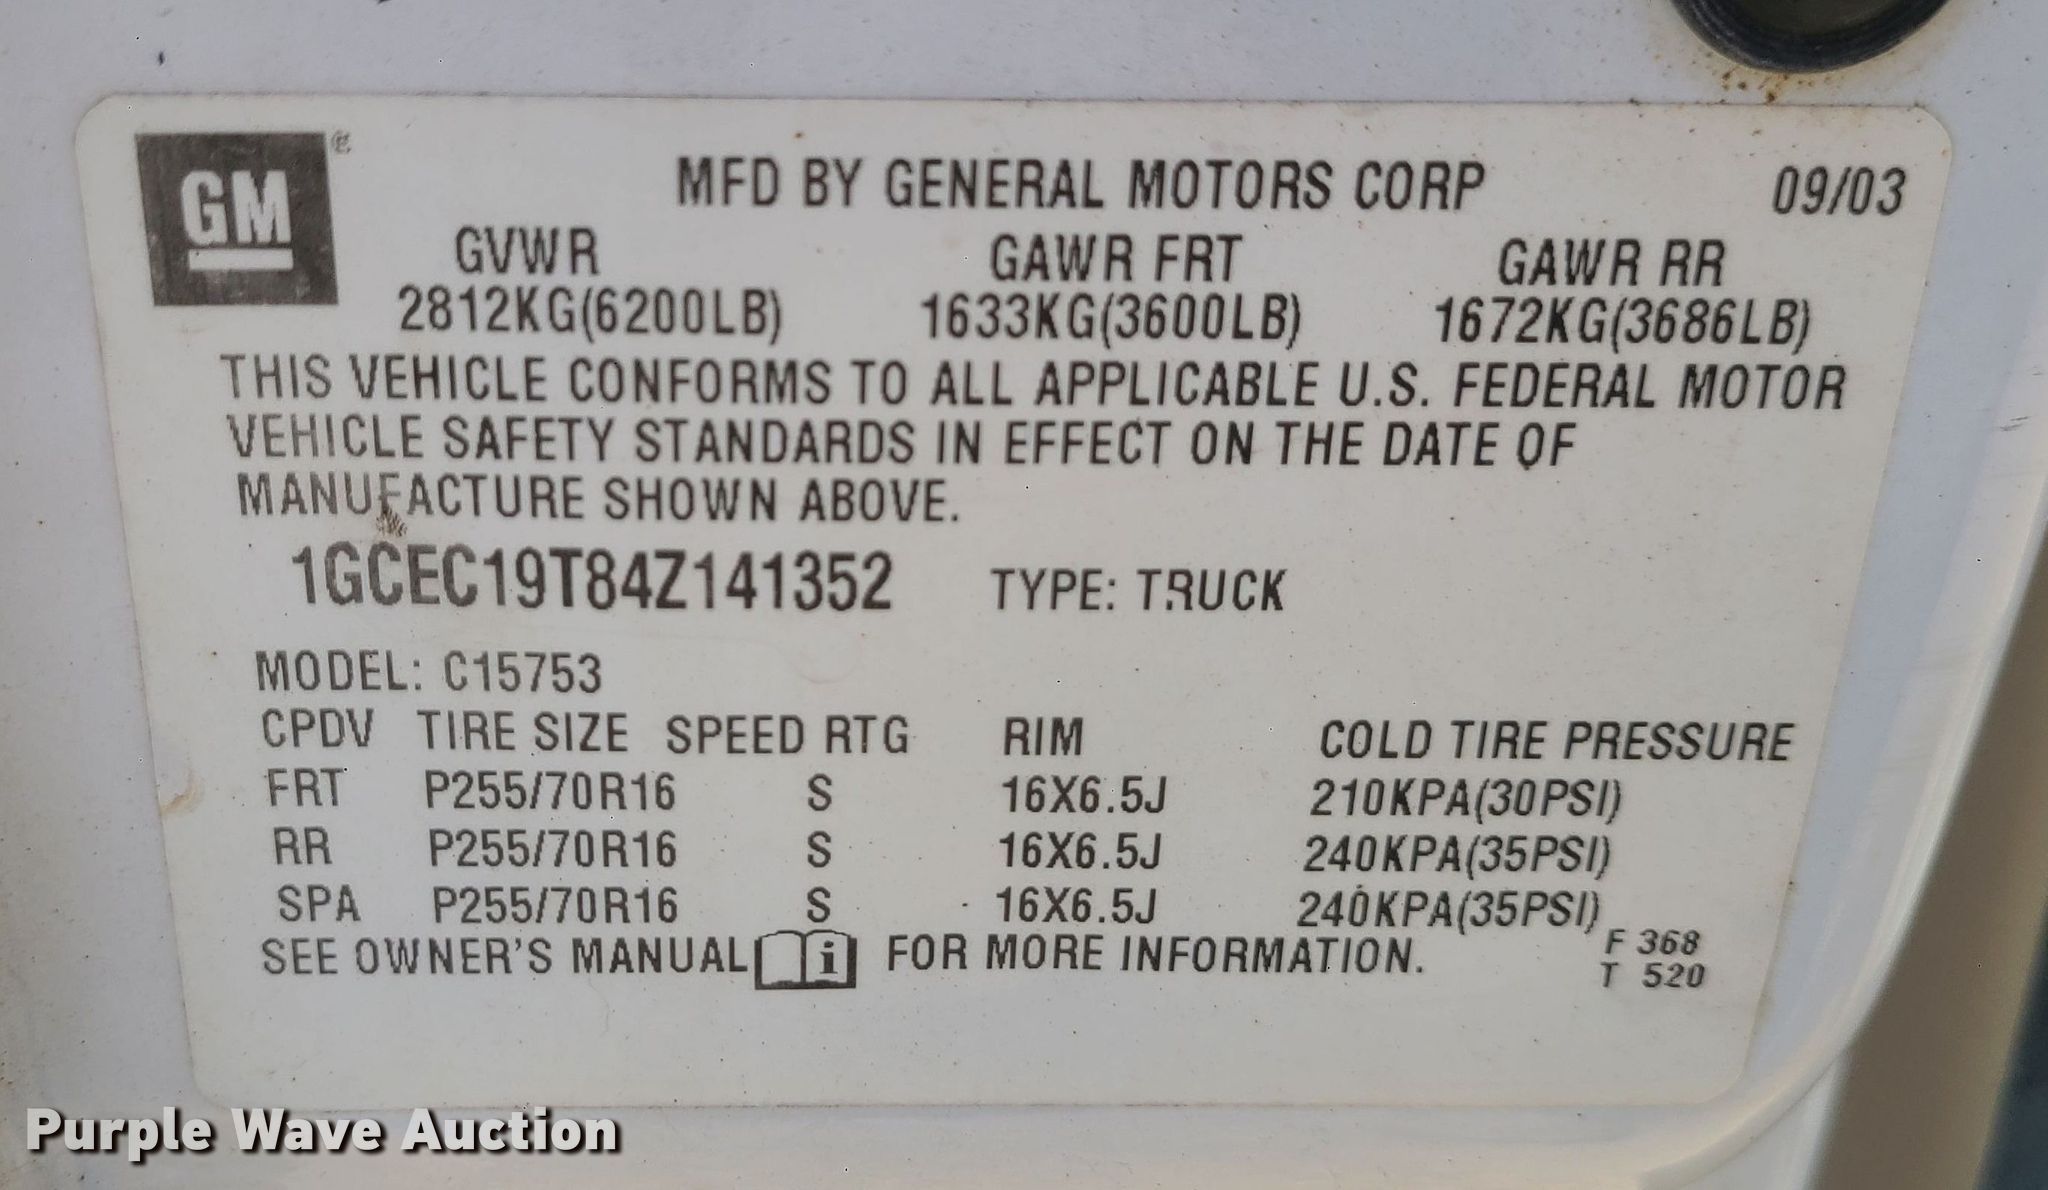 GM ®
MFD BY GENERAL MOTORS CORP 09/03
GVWR GAWR FRT GAWR RR
2812KG(6200LB) 1633KG(3600LB) 1672KG(3686LB)
THIS VEHICLE CONFORMS TO ALL APPLICABLE U.S. FEDERAL MOTOR
VEHICLE SAFETY STANDARDS IN EFFECT ON THE DATE OF
MANUFACTURE SHOWN ABOVE.
1GCEC19T84Z141352 TYPE: TRUCK
MODEL: C15753
CPDV TIRE SIZE SPEED RTG RIM COLD TIRE PRESSURE
FRT P255/70R16 S 16X6.5J 210KPA(30PSI)
RR P255/70R16 S 16X6.5J 240KPA(35PSI)
SPA P255/70R16 S 16X6.5J 240KPA(35PSI)
SEE OWNER'S MANUAL i FOR MORE INFORMATION.
F 368
T 520
Purple Wave Auction